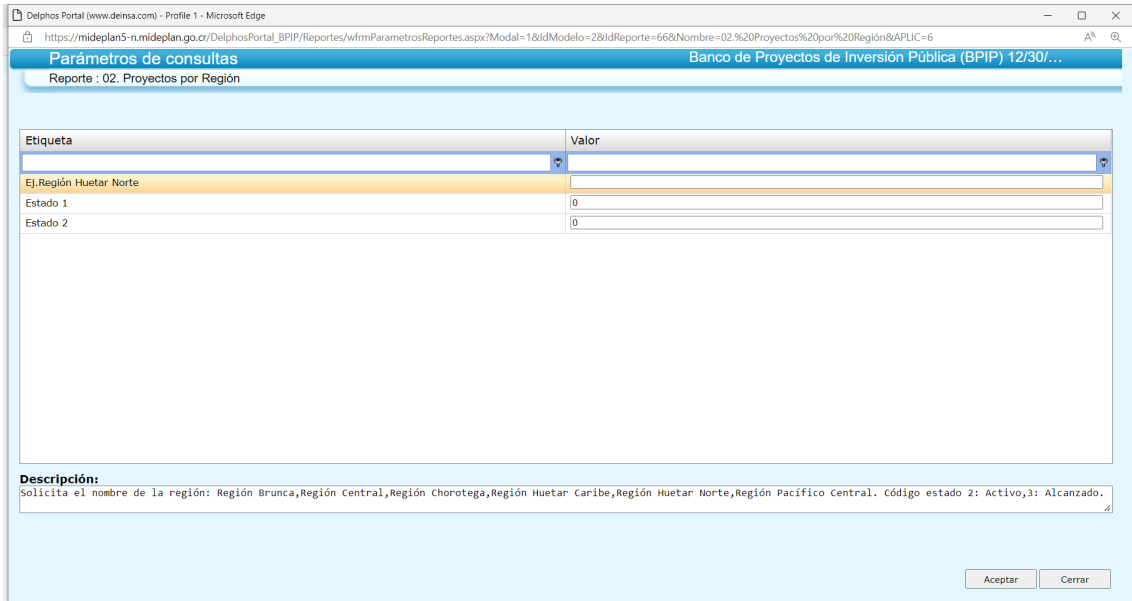 Delphos Portal (www.deinsa.com) - Profile 1 - Microsoft Edge
https://mideplan5-n.mideplan.go.cr/DelphosPortal_BPIP/Reportes/wfrmParametrosReportes.aspx?Modal=1&IdModelo=2&IdReporte=66&Nombre=02.%20Proyectos%20por%20Región&APLIC=6
Parámetros de consultas Banco de Proyectos de Inversión Pública (BPIP) 12/30/...
Reporte : 02. Proyectos por Región
Etiqueta Valor
Ej.Región Huetar Norte
Estado 1 0
Estado 2 0
Descripción:
Solicita el nombre de la región: Región Brunca,Región Central,Región Chorotega,Región Huetar Caribe,Región Huetar Norte,Región Pacífico Central. Código estado 2: Activo,3: Alcanzado.
Aceptar Cerrar